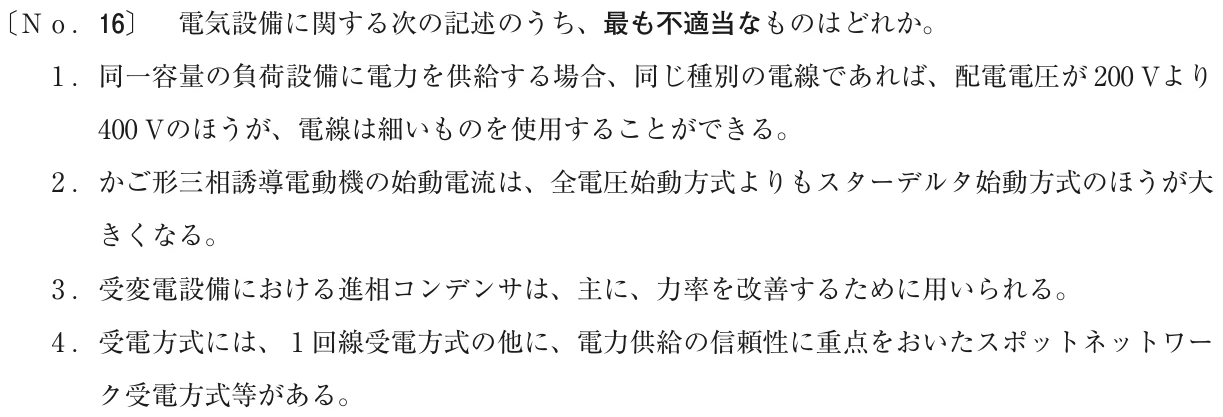 〔Ｎｏ．16〕　電気設備に関する次の記述のうち、最も不適当なものはどれか。
１．同一容量の負荷設備に電力を供給する場合、同じ種別の電線であれば、配電電圧が 200 Vより
400 Vのほうが、電線は細いものを使用することができる。
２．かご形三相誘導電動機の始動電流は、全電圧始動方式よりもスターデルタ始動方式のほうが大
きくなる。
３．受変電設備における進相コンデンサは、主に、力率を改善するために用いられる。
４．受電方式には、１回線受電方式の他に、電力供給の信頼性に重点をおいたスポットネットワー
ク受電方式等がある。